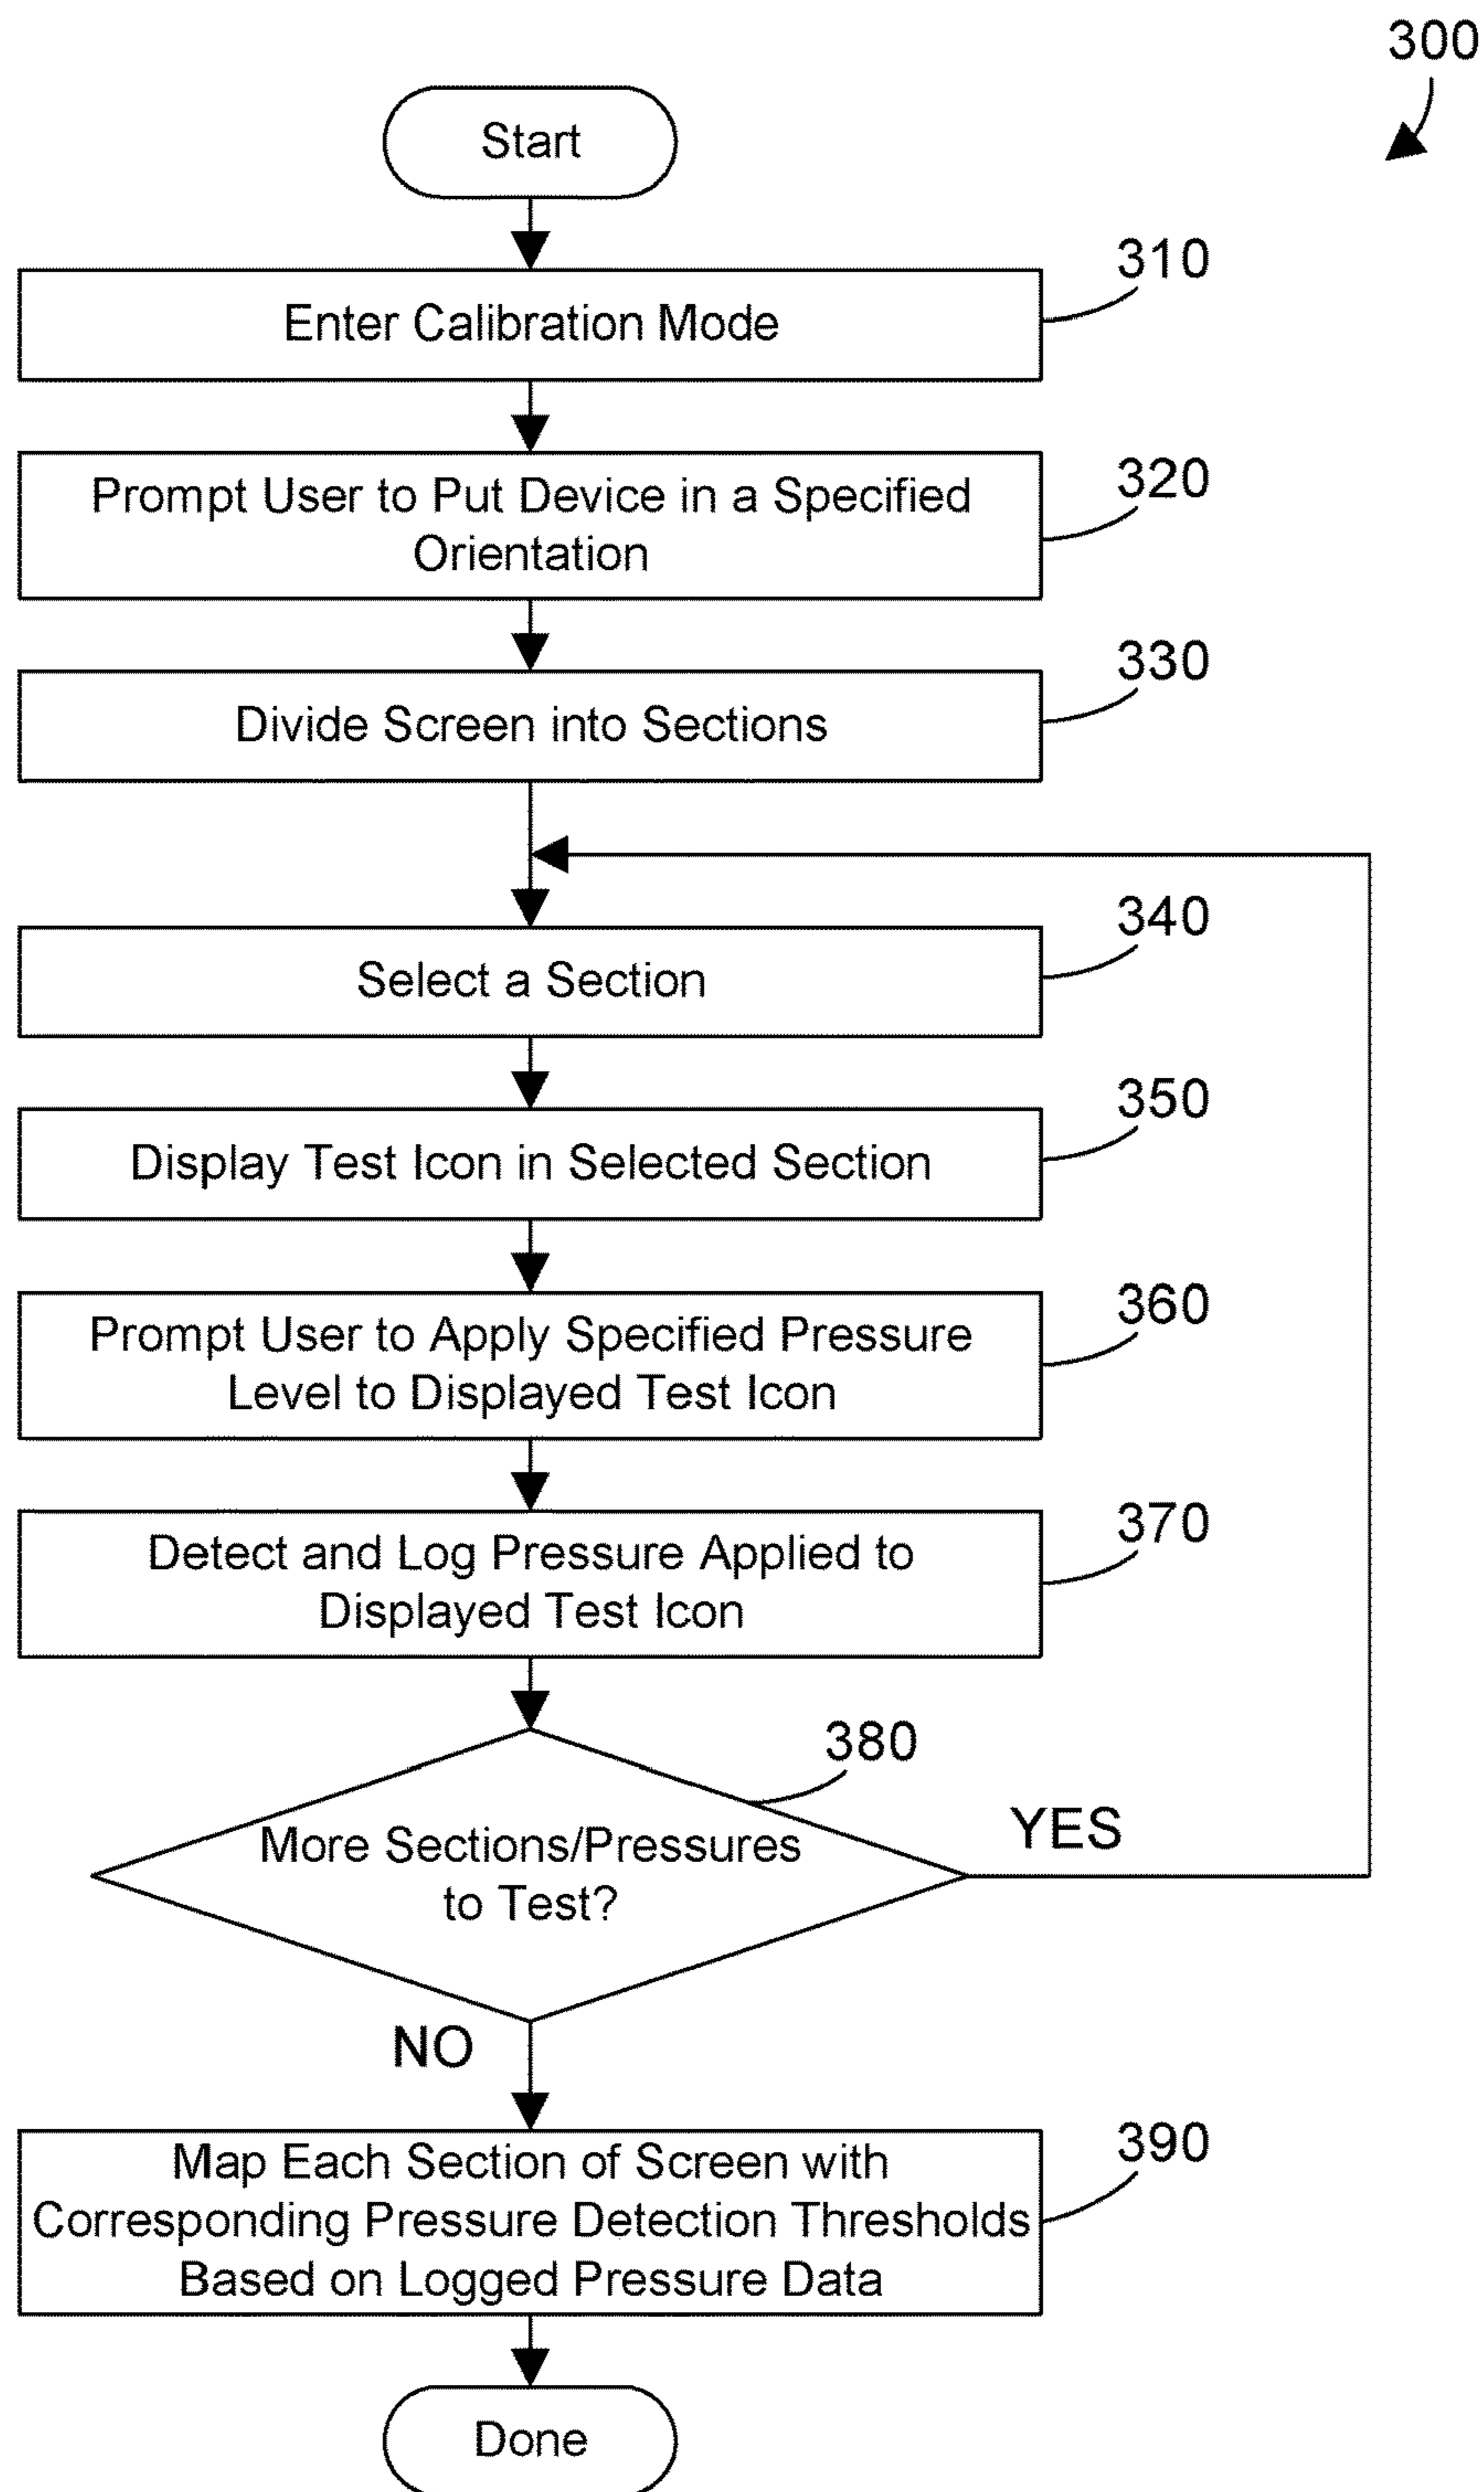 300
Start
310
Enter Calibration Mode
320
Prompt User to Put Device in a Specified
Orientation
330
Divide Screen into Sections
340
Select a Section
350
Display Test Icon in Selected Section
360
Prompt User to Apply Specified Pressure
Level to Displayed Test Icon
370
Detect and Log Pressure Applied to
Displayed Test Icon
380
More Sections/Pressures
to Test?
YES
NO
390
Map Each Section of Screen with
Corresponding Pressure Detection Thresholds
Based on Logged Pressure Data
Done